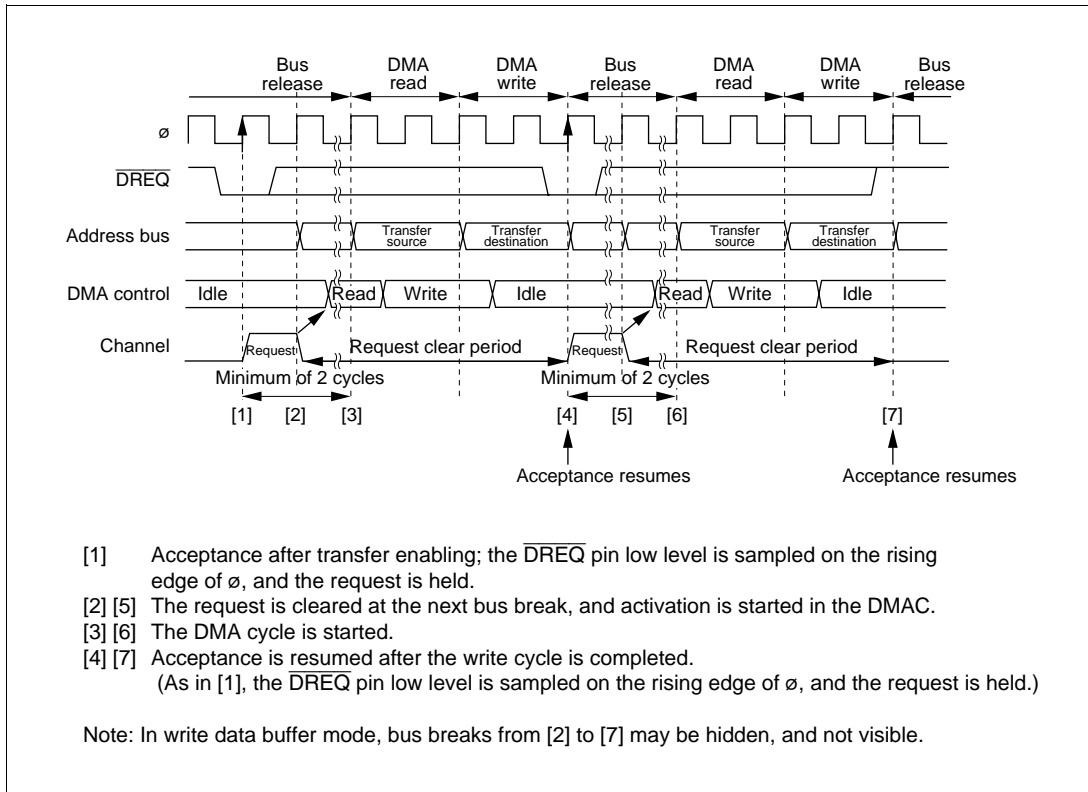 Bus release DMA read DMA write Bus release DMA read DMA write Bus release
ø
DREQ
Address bus Transfer source Transfer destination Transfer source Transfer destination
DMA control Idle Read Write Idle Read Write Idle
Channel Request Request clear period Request Request clear period
Minimum of 2 cycles Minimum of 2 cycles
[1] [2] [3] [4] [5] [6] [7]
Acceptance resumes Acceptance resumes
[1] Acceptance after transfer enabling; the DREQ pin low level is sampled on the rising
edge of ø, and the request is held.
[2] [5] The request is cleared at the next bus break, and activation is started in the DMAC.
[3] [6] The DMA cycle is started.
[4] [7] Acceptance is resumed after the write cycle is completed.
(As in [1], the DREQ pin low level is sampled on the rising edge of ø, and the request is held.)
Note: In write data buffer mode, bus breaks from [2] to [7] may be hidden, and not visible.